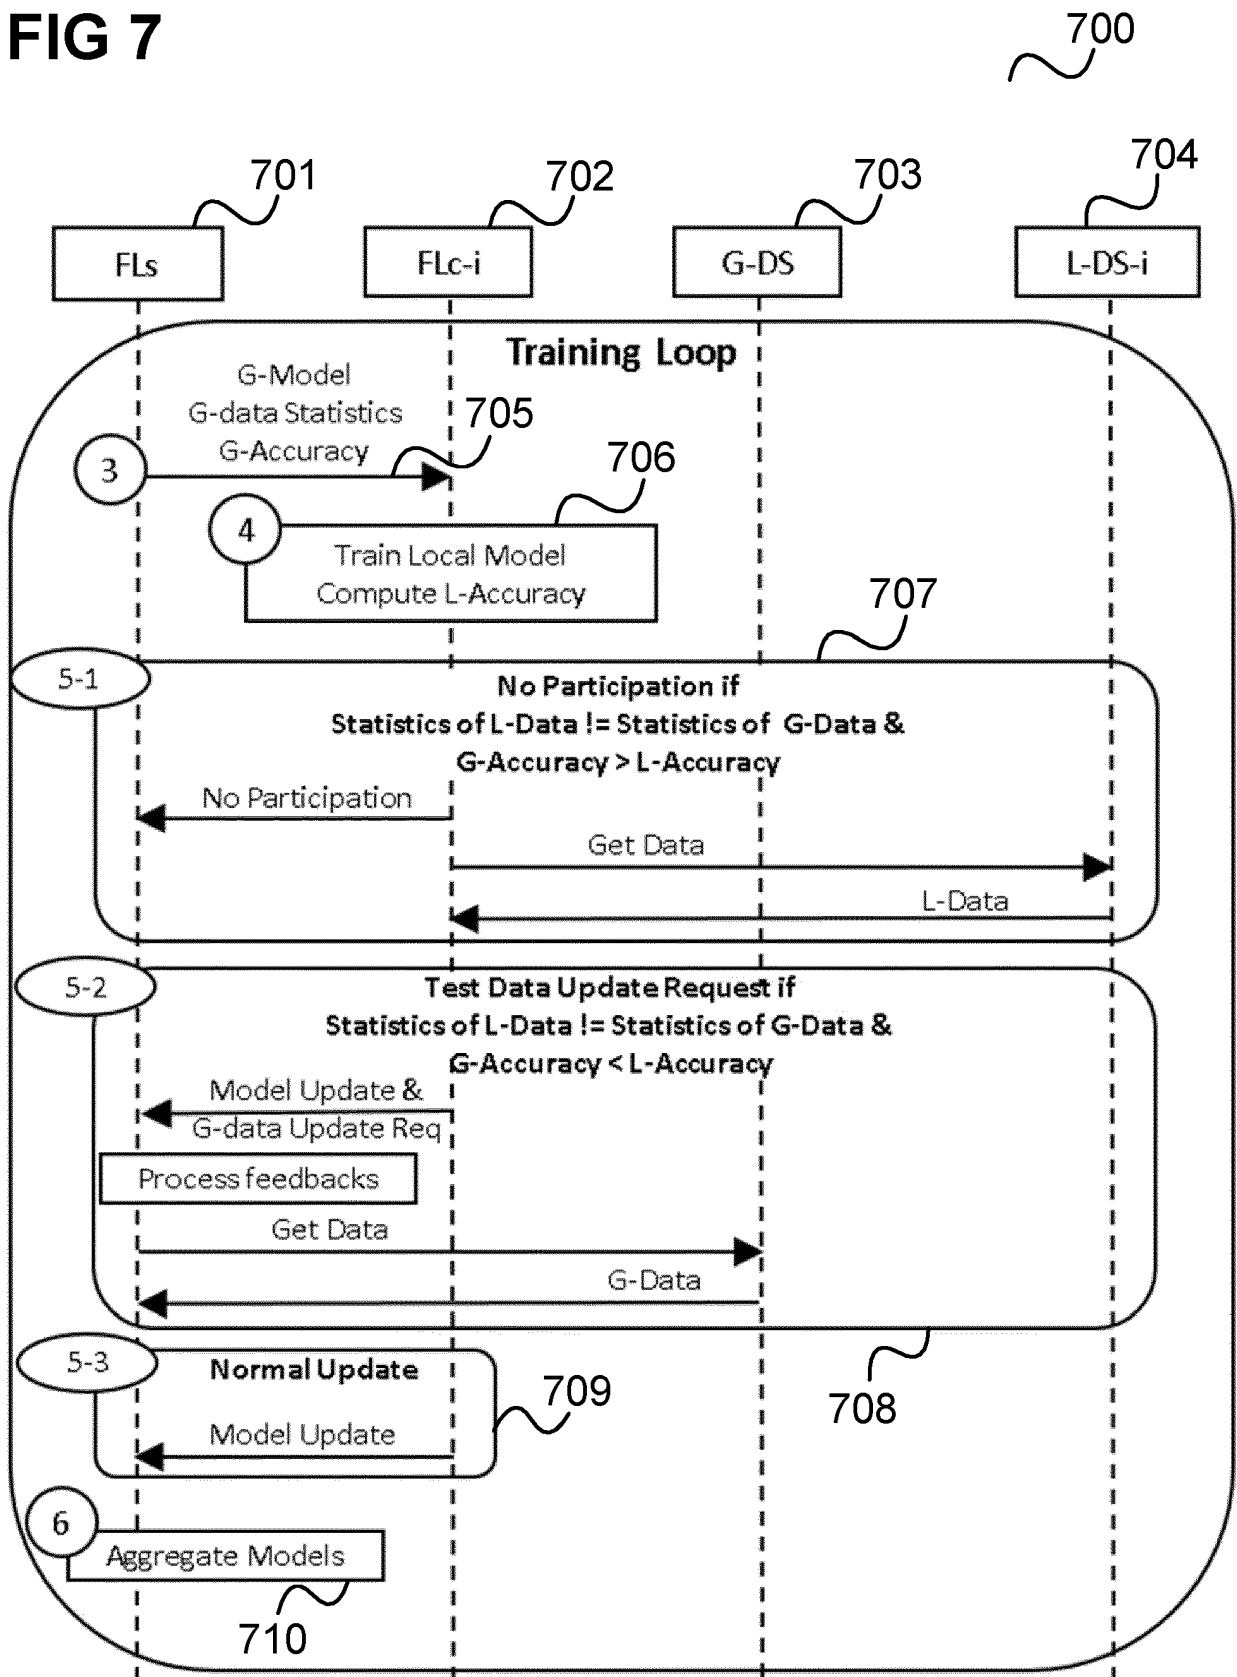 FIG 7
700
701
702
703
704
FLs
FLc-i
G-DS
L-DS-i
Training Loop
G-Model
G-data Statistics
G-Accuracy
705
3
706
4
Train Local Model
Compute L-Accuracy
707
5-1
No Participation if
Statistics of L-Data != Statistics of G-Data &
G-Accuracy > L-Accuracy
No Participation
Get Data
L-Data
5-2
Test Data Update Request if
Statistics of L-Data != Statistics of G-Data &
G-Accuracy < L-Accuracy
Model Update &
G-data Update Req
Process feedbacks
Get Data
G-Data
5-3
Normal Update
709
708
Model Update
6
Aggregate Models
710